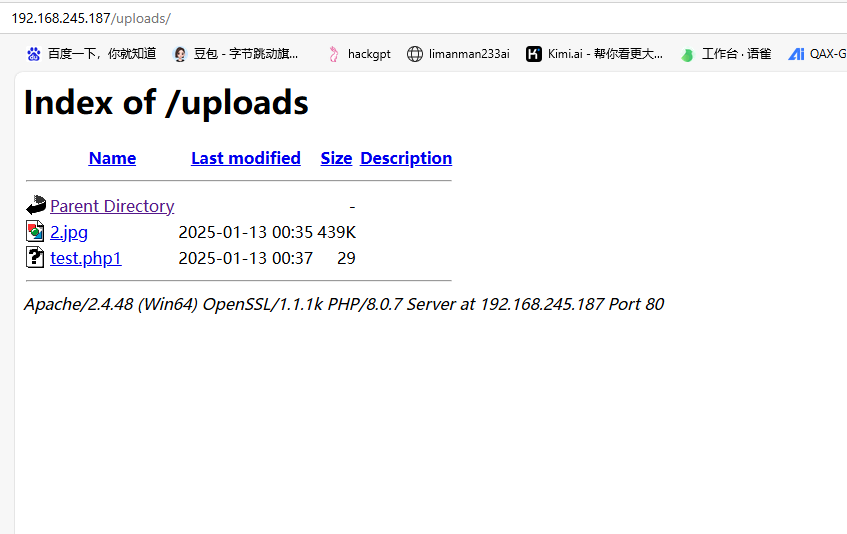 192.168.245.187/uploads/
百度一下，你就知道 豆包 - 字节跳动旗... hackgpt limanman233ai Kimi.ai - 帮你看更大... 工作台 · 语雀 QAX-G
Index of /uploads
Name Last modified Size Description
Parent Directory -
2.jpg 2025-01-13 00:35 439K
test.php1 2025-01-13 00:37 29
Apache/2.4.48 (Win64) OpenSSL/1.1.1k PHP/8.0.7 Server at 192.168.245.187 Port 80